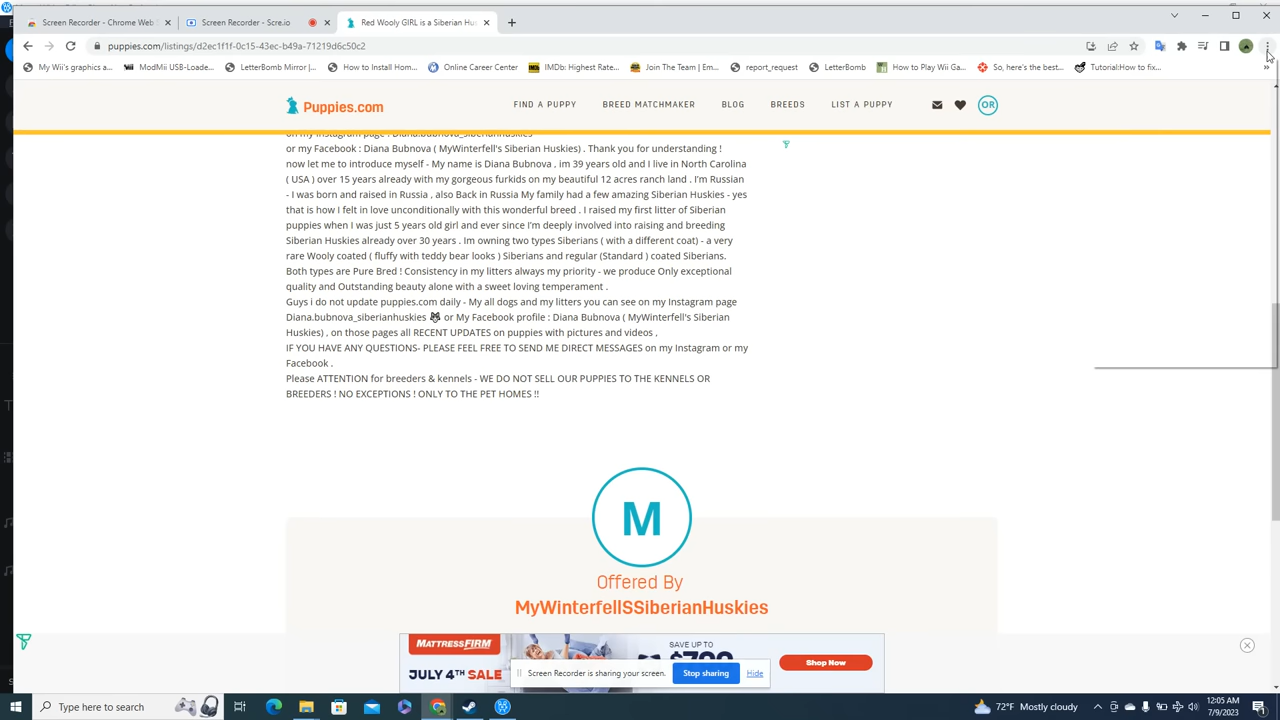 Screen Recorder - Chrome Web S
Screen Recorder - Scre.io
Red Wooly GIRL is a Siberian Hus
puppies.com/listings/d2ec1f1f-0c15-43ec-b49a-71219d6c50c2
My Wii's graphics a...
ModMii USB-Loade...
LetterBomb Mirror |...
How to Install Hom...
Online Career Center
IMDb: Highest Rate...
Join The Team | Em...
report_request
LetterBomb
How to Play Wii Ga...
So, here's the best...
Tutorial:How to fix...
»
Puppies.com
FIND A PUPPY
BREED MATCHMAKER
BLOG
BREEDS
LIST A PUPPY
OR
on my Instagram page : Diana.bubnova_siberianhuskies
or my Facebook : Diana Bubnova ( MyWinterfell's Siberian Huskies) . Thank you for understanding !
now let me to introduce myself - My name is Diana Bubnova , im 39 years old and I live in North Carolina
( USA ) over 15 years already with my gorgeous furkids on my beautiful 12 acres ranch land . I'm Russian
- I was born and raised in Russia , also Back in Russia My family had a few amazing Siberian Huskies - yes
that is how I felt in love unconditionally with this wonderful breed . I raised my first litter of Siberian
puppies when I was just 5 years old girl and ever since I'm deeply involved into raising and breeding
Siberian Huskies already over 30 years . Im owning two types Siberians ( with a different coat) - a very
rare Wooly coated ( fluffy with teddy bear looks ) Siberians and regular (Standard ) coated Siberians.
Both types are Pure Bred ! Consistency in my litters always my priority - we produce Only exceptional
quality and Outstanding beauty alone with a sweet loving temperament .
Guys i do not update puppies.com daily - My all dogs and my litters you can see on my Instagram page
Diana.bubnova_siberianhuskies 🐺 or My Facebook profile : Diana Bubnova ( MyWinterfell's Siberian
Huskies) , on those pages all RECENT UPDATES on puppies with pictures and videos ,
IF YOU HAVE ANY QUESTIONS- PLEASE FEEL FREE TO SEND ME DIRECT MESSAGES on my Instagram or my
Facebook .
Please ATTENTION for breeders & kennels - WE DO NOT SELL OUR PUPPIES TO THE KENNELS OR
BREEDERS ! NO EXCEPTIONS ! ONLY TO THE PET HOMES !!
M
Offered By
MyWinterfellSSiberianHuskies
MATTRESSFIRM
JULY 4TH SALE
SAVE UP TO
Shop Now
Screen Recorder is sharing your screen.
Stop sharing
Hide
Type here to search
72°F Mostly cloudy
12:05 AM
7/9/2023